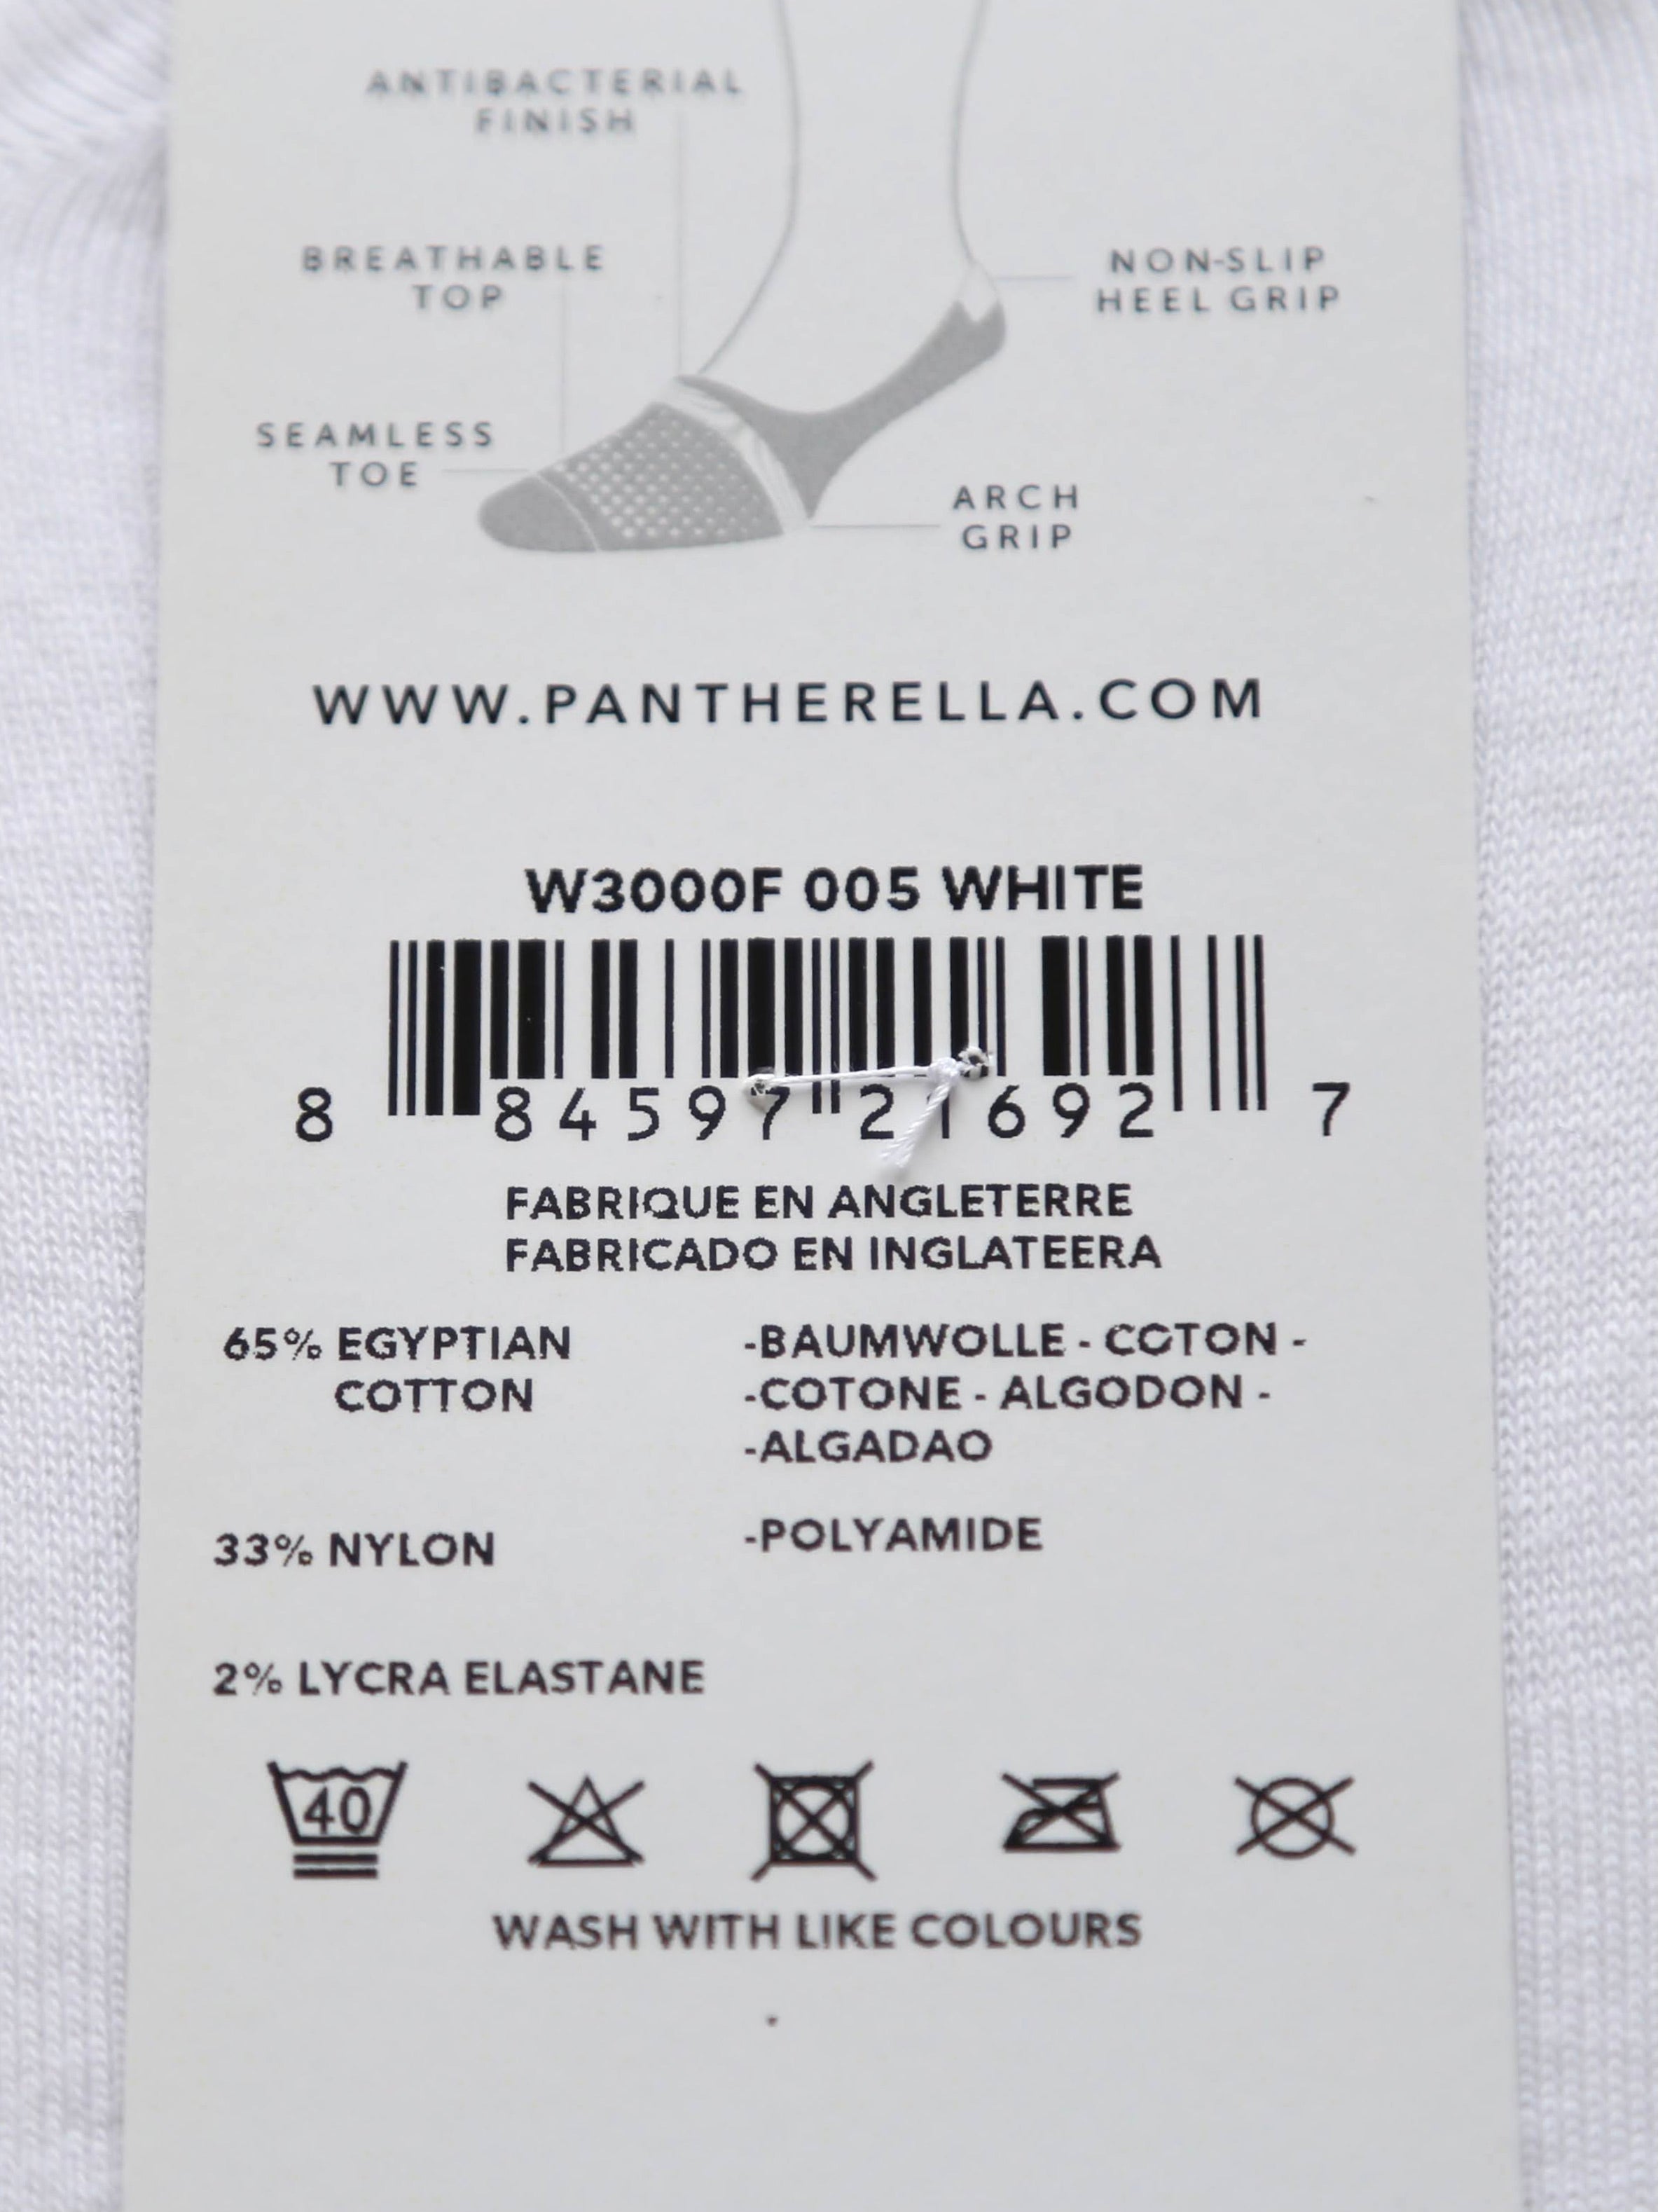 ANTIBACTERIAL
FINISH
BREATHABLE
TOP
NON-SLIP
HEEL GRIP
SEAMLESS
TOE
ARCH
GRIP
WWW.PANTHERELLA.COM
W3000F 005 WHITE
8 84597 21692 7
FABRIQUE EN ANGLETERRE
FABRICADO EN INGLATEERA
65% EGYPTIAN
COTTON
-BAUMWOLLE - COTON -
-COTONE - ALGODON -
-ALGADAO
33% NYLON
-POLYAMIDE
2% LYCRA ELASTANE
40
WASH WITH LIKE COLOURS